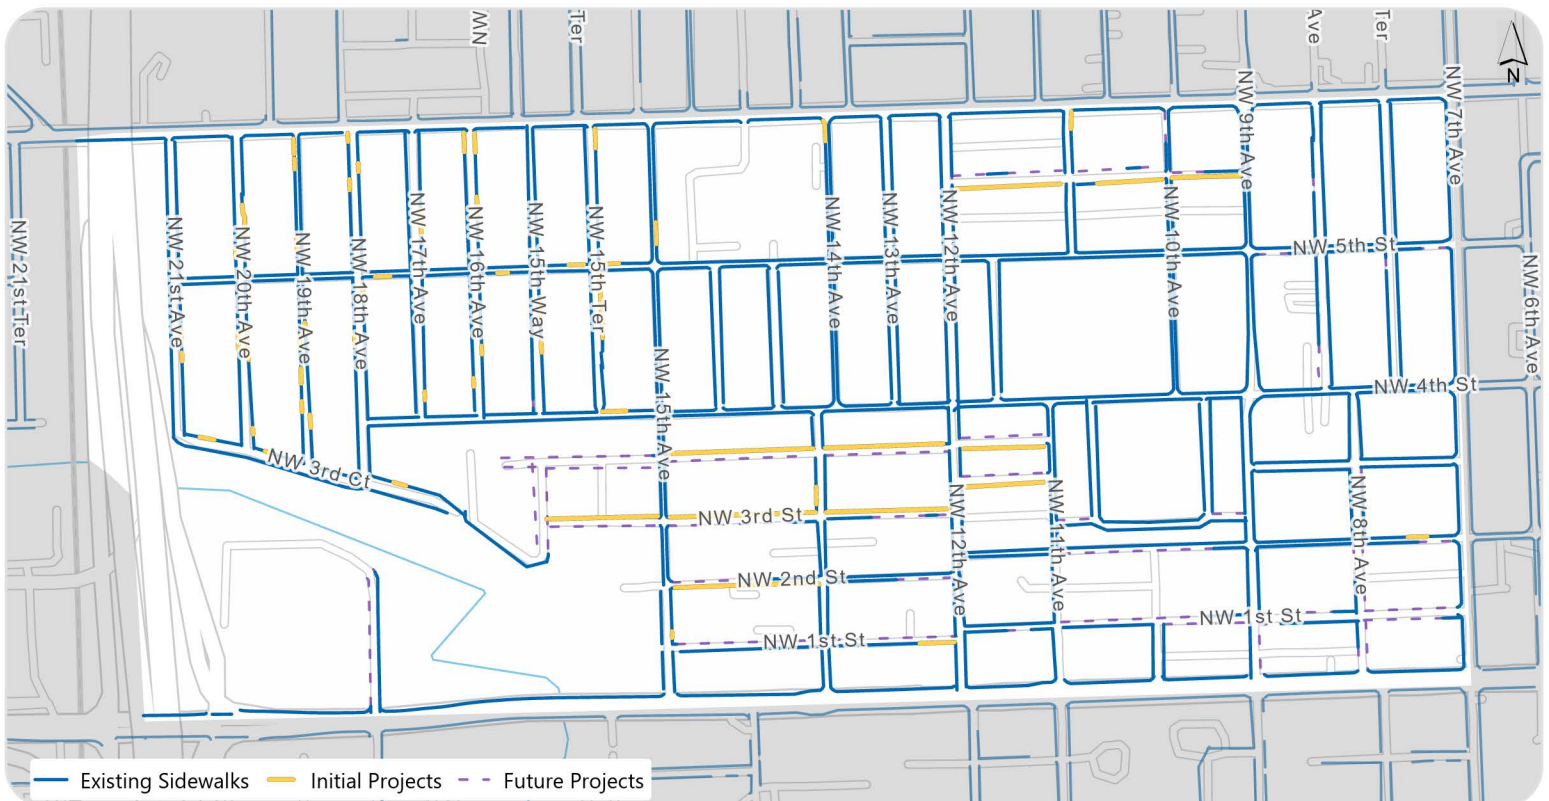 NW
Ter
Ave
Ter
N
NW 9th Ave
NW 7th Ave
NW 21st Ter
NW 21st Ave
NW 20th Ave
NW 19th Ave
NW 18th Ave
NW 17th Ave
NW 16th Ave
NW 15th Way
NW 15th Ter
NW 14th Ave
NW 13th Ave
NW 12th Ave
NW 10th Ave
NW 5th St
NW 6th Ave
NW 15th Ave
NW 4th St
NW 3rd Ct
NW 3rd St
NW 12th Ave
NW 11th Ave
NW 8th Ave
NW 2nd St
NW 1st St
NW 1st St
Existing Sidewalks
Initial Projects
Future Projects